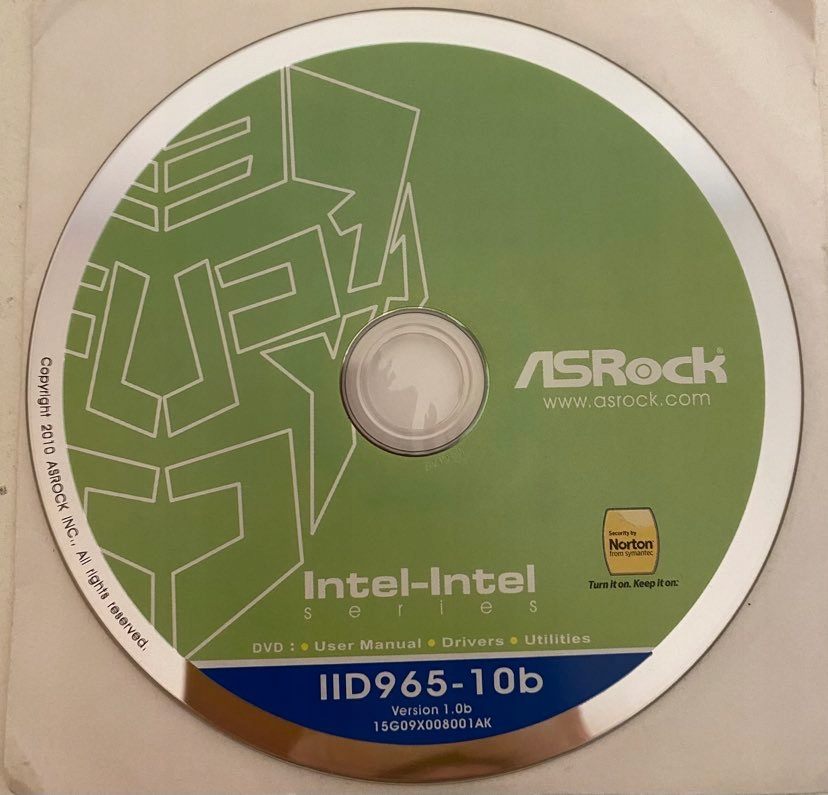 ASRock
www.asrock.com
Security by
Norton
from symantec
Turn it on. Keep it on.
Intel-Intel
series
DVD : • User Manual • Drivers • Utilities
IID965-10b
Version 1.0b
15G09X008001AK
Copyright 2010 ASROCK INC., All rights reserved.